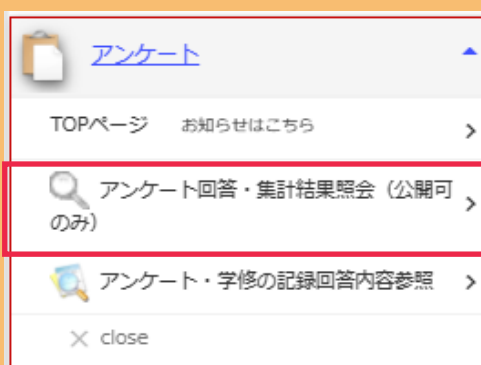 アンケート
TOPページ お知らせはこちら
アンケート回答・集計結果照会（公開可
のみ）
アンケート・学修の記録回答内容参照
close